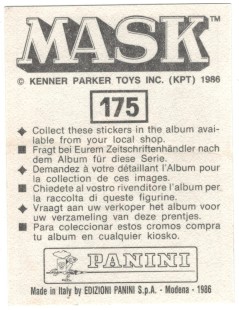 MASK™
© KENNER PARKER TOYS INC. (KPT) 1986
175
◆ Collect these stickers in the album avai-
lable from your local shop.
■ Fragt bei Eurem Zeitschriftenhändler nach
dem Album für diese Serie.
◆ Demandez à votre détaillant l'Album pour
la collection de ces images.
■ Chiedete al vostro rivenditore l'album per
la raccolta di queste figurine.
◆ Vraagt aan uw verkoper het album voor
uw verzameling van deze prentjes.
■ Para coleccionar estos cromos compra
tu album en cualquier kiosko.
PANINI
Made in Italy by EDIZIONI PANINI S.p.A. - Modena - 1986